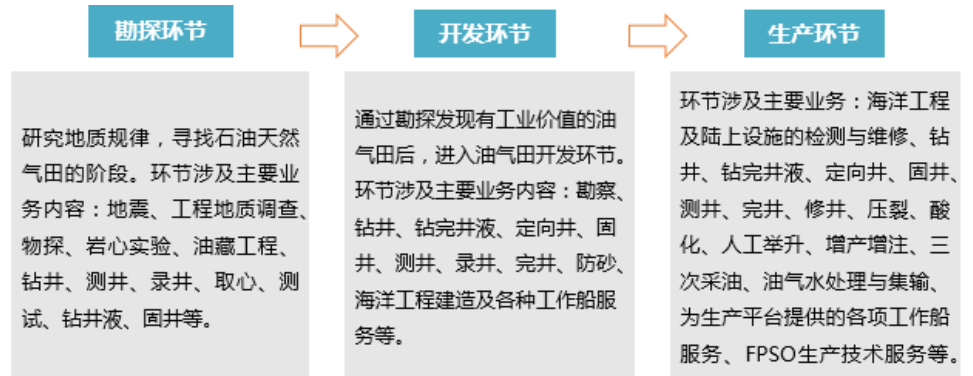 勘探环节
开发环节
生产环节
研究地质规律，寻找石油天然
气田的阶段。环节涉及主要业
务内容：地震、工程地质调查、
物探、岩心实验、油藏工程、
钻井、测井、录井、取心、测
试、钻井液、固井等。
通过勘探发现有工业价值的油
气田后，进入油气田开发环节。
环节涉及主要业务内容：勘察、
钻井、钻完井液、定向井、固
井、测井、录井、完井、防砂、
海洋工程建造及各种工作船服
务等。
环节涉及主要业务：海洋工程
及陆上设施的检测与维修、钻
井、钻完井液、定向井、固井、
测井、完井、修井、压裂、酸
化、人工举升、增产增注、三
次采油、油气水处理与集输、
为生产平台提供的各项工作船
服务、FPSO生产技术服务等。